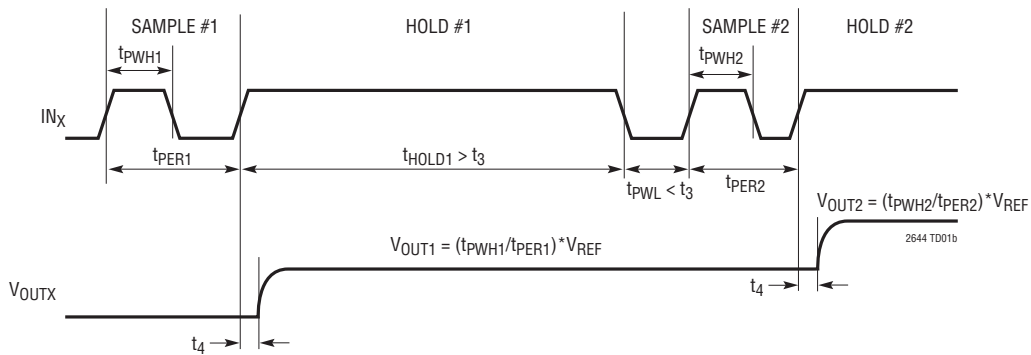 SAMPLE #1
HOLD #1
SAMPLE #2
HOLD #2
tPWH1
tPWH2
INX
tPER1
tHOLD1 > t3
tPWL < t3
tPER2
VOUT2 = (tPWH2/tPER2)*VREF
2644 TD01b
VOUT1 = (tPWH1/tPER1)*VREF
VOUTX
t4
t4